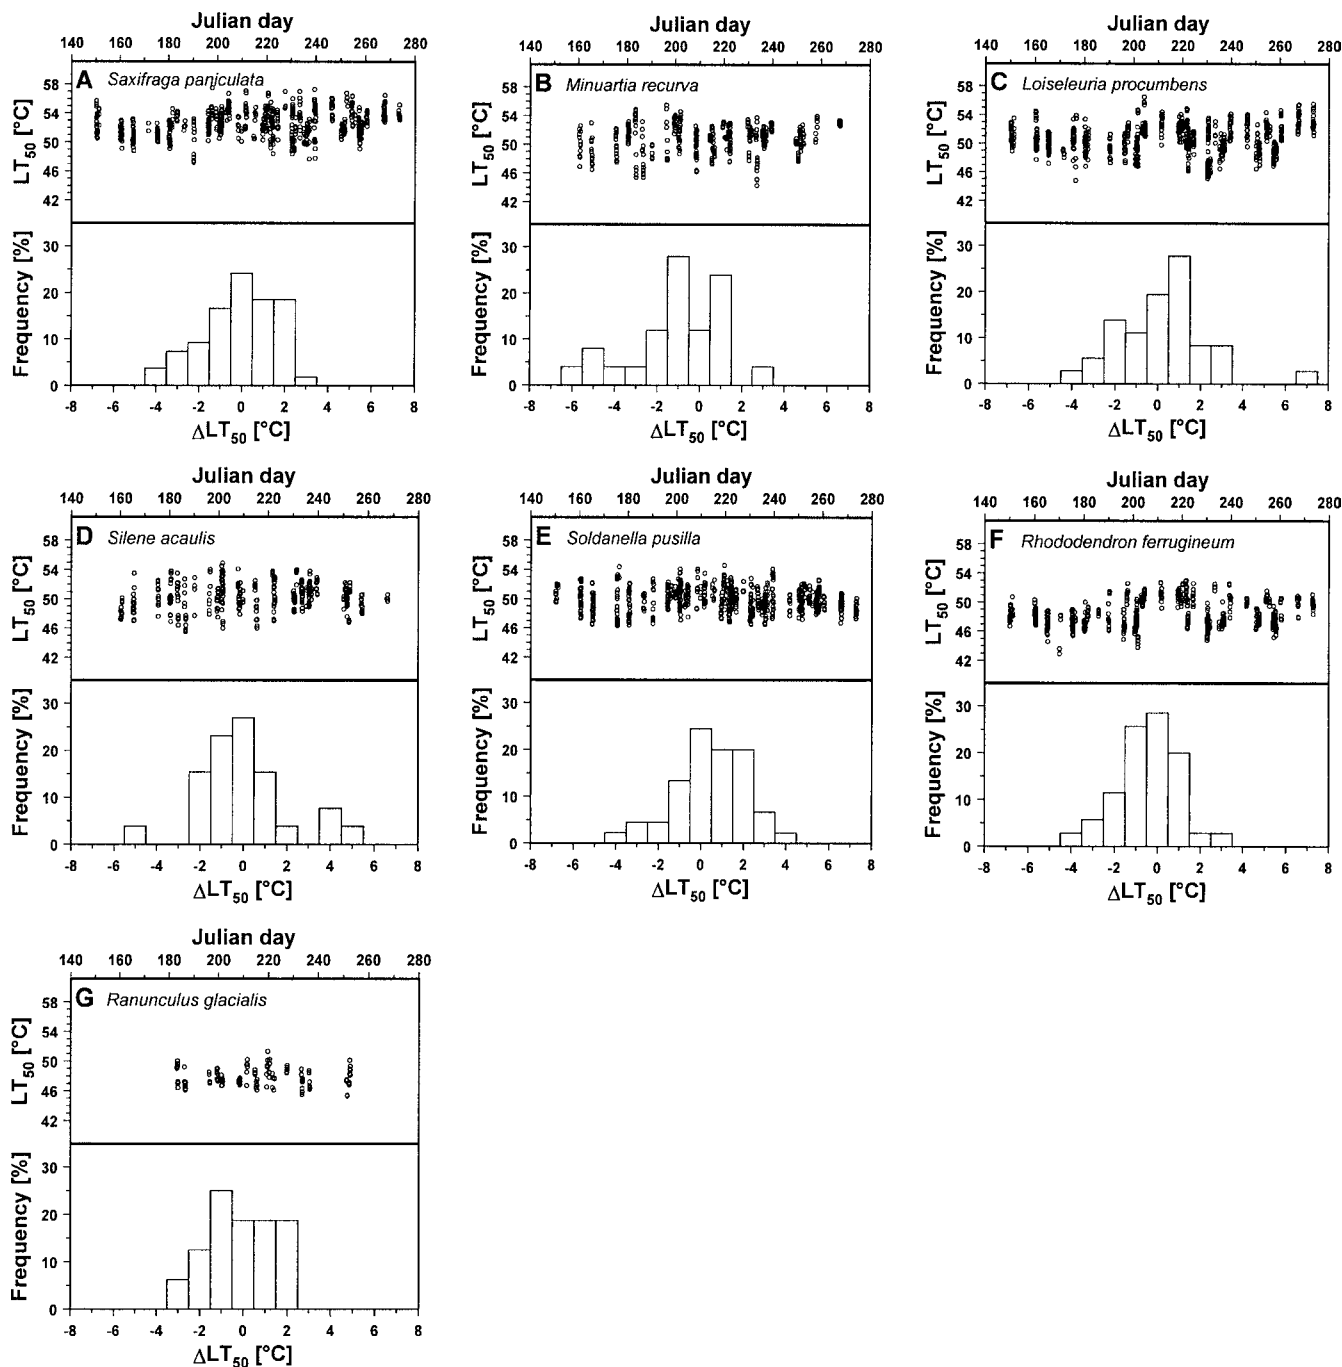 Julian day
140 160 180 200 220 240 260 280
A Saxifraga paniculata
LT50 [°C]
58
54
50
46
42
Frequency [%]
30
20
10
0
-8 -6 -4 -2 0 2 4 6 8
ΔLT50 [°C]
Julian day
140 160 180 200 220 240 260 280
B Minuartia recurva
LT50 [°C]
58
54
50
46
42
Frequency [%]
30
20
10
0
-8 -6 -4 -2 0 2 4 6 8
ΔLT50 [°C]
Julian day
140 160 180 200 220 240 260 280
C Loiseleuria procumbens
LT50 [°C]
58
54
50
46
42
Frequency [%]
30
20
10
0
-8 -6 -4 -2 0 2 4 6 8
ΔLT50 [°C]
Julian day
140 160 180 200 220 240 260 280
D Silene acaulis
LT50 [°C]
58
54
50
46
42
Frequency [%]
30
20
10
0
-8 -6 -4 -2 0 2 4 6 8
ΔLT50 [°C]
Julian day
140 160 180 200 220 240 260 280
E Soldanella pusilla
LT50 [°C]
58
54
50
46
42
Frequency [%]
30
20
10
0
-8 -6 -4 -2 0 2 4 6 8
ΔLT50 [°C]
Julian day
140 160 180 200 220 240 260 280
F Rhododendron ferrugineum
LT50 [°C]
58
54
50
46
42
Frequency [%]
30
20
10
0
-8 -6 -4 -2 0 2 4 6 8
ΔLT50 [°C]
Julian day
140 160 180 200 220 240 260 280
G Ranunculus glacialis
LT50 [°C]
58
54
50
46
42
Frequency [%]
30
20
10
0
-8 -6 -4 -2 0 2 4 6 8
ΔLT50 [°C]